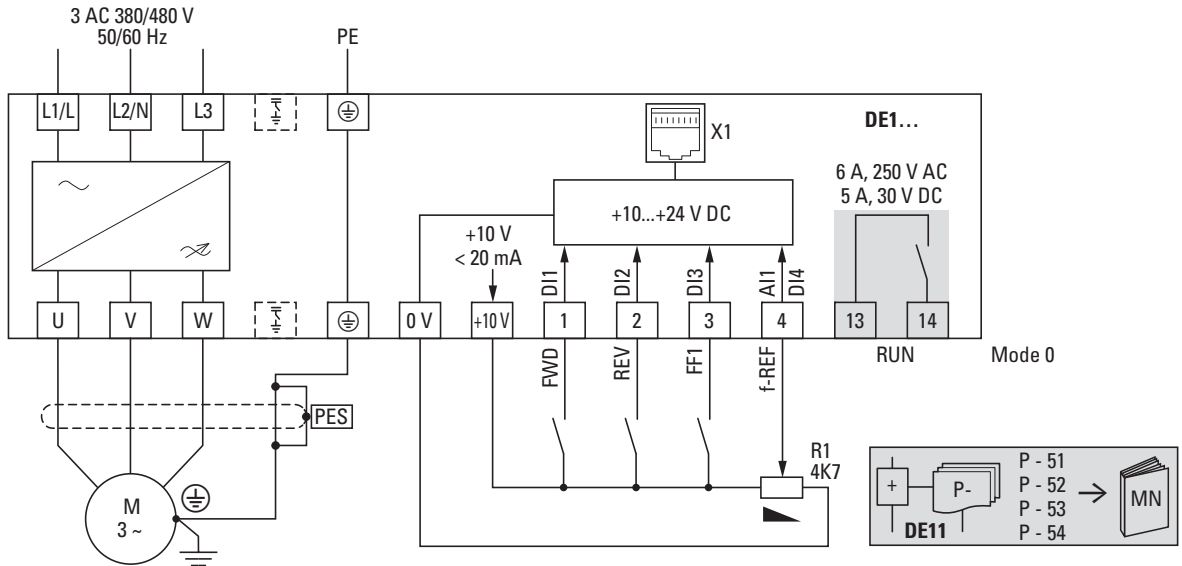 3 AC 380/480 V
50/60 Hz
PE
L1/L
L2/N
L3
X1
DE1…
6 A, 250 V AC
5 A, 30 V DC
+10...+24 V DC
+10 V
< 20 mA
DI1
DI2
DI3
AI1
DI4
U
V
W
0 V
+10 V
1
2
3
4
13
14
FWD
REV
FF1
f-REF
RUN
Mode 0
PES
R1
4K7
M
3 ~
+
P-
DE11
P - 51
P - 52
P - 53
P - 54
MN